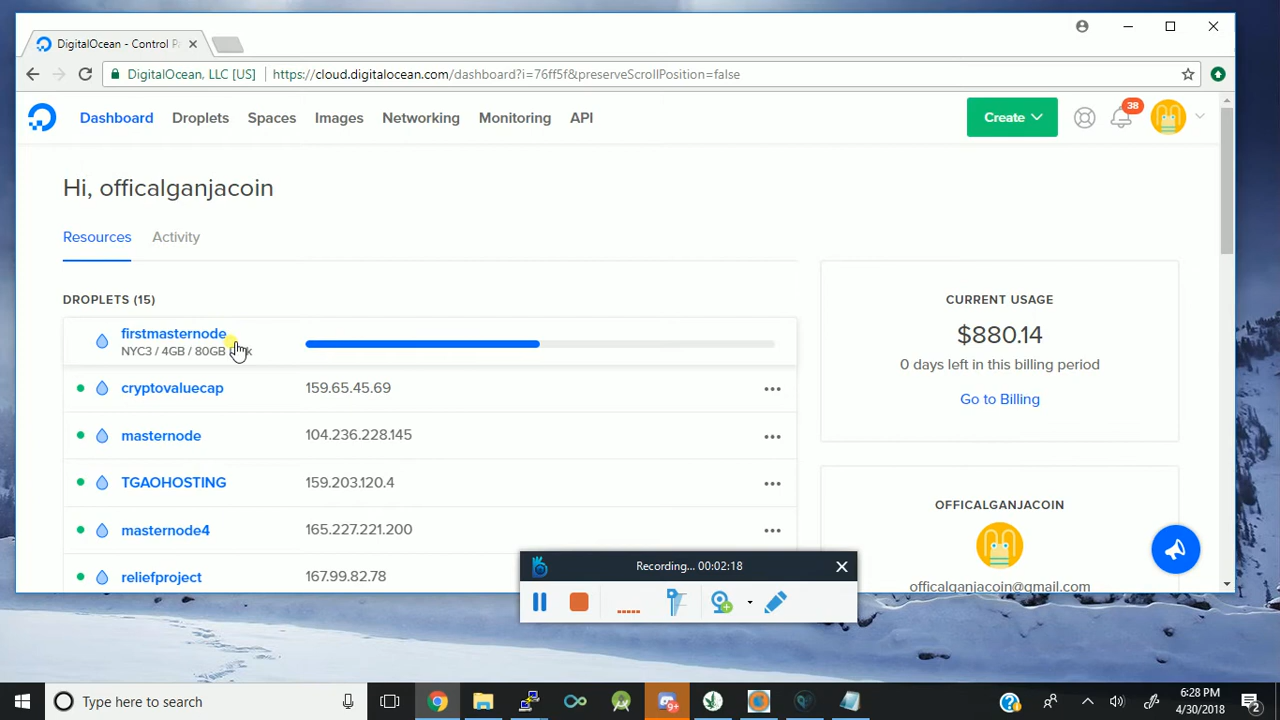 DigitalOcean - Control P
DigitalOcean, LLC [US] https://cloud.digitalocean.com/dashboard?i=76ff5f&preserveScrollPosition=false
Dashboard Droplets Spaces Images Networking Monitoring API Create 38
Hi, officalganjacoin
Resources Activity
DROPLETS (15)
firstmasternode
NYC3 / 4GB / 80GB
cryptovaluecap 159.65.45.69
masternode 104.236.228.145
TGAOHOSTING 159.203.120.4
masternode4 165.227.221.200
reliefproject 167.99.82.78
CURRENT USAGE
$880.14
0 days left in this billing period
Go to Billing
OFFICALGANJACOIN
officalganjacoin@gmail.com
Recording... 00:02:18
Type here to search
9+
6:28 PM
4/30/2018
2